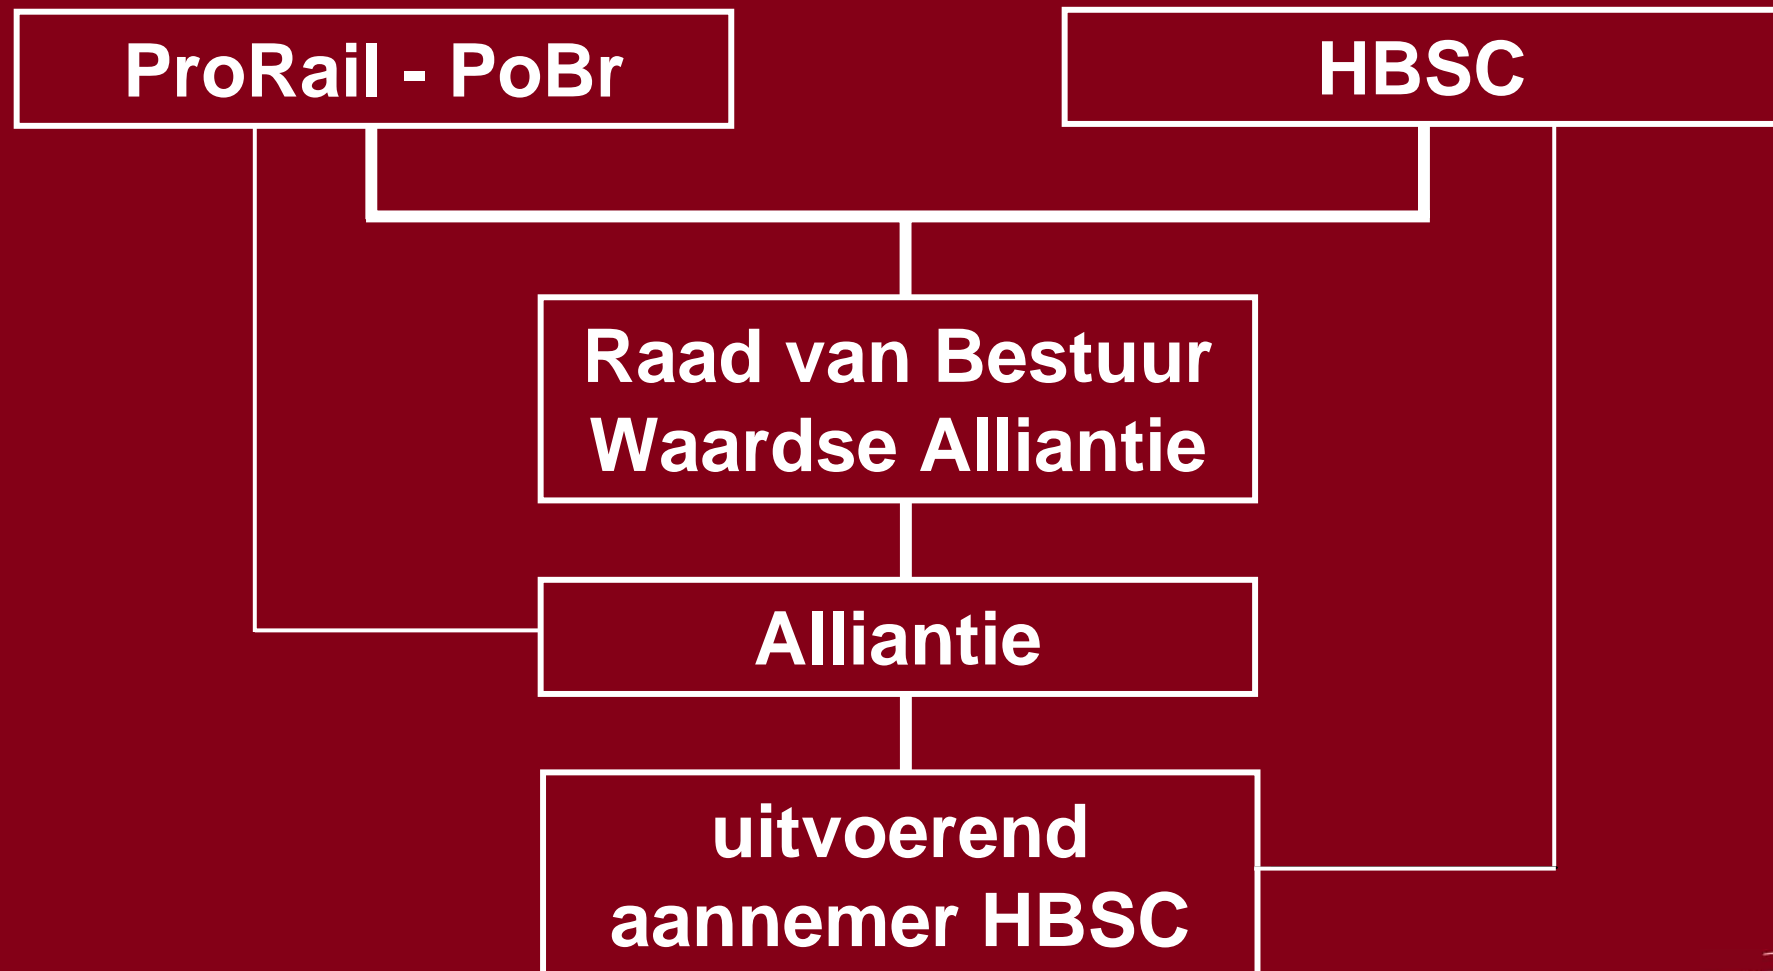 ProRail - PoBr
HBSC
Raad van Bestuur
Waardse Alliantie
Alliantie
uitvoerend
aannemer HBSC